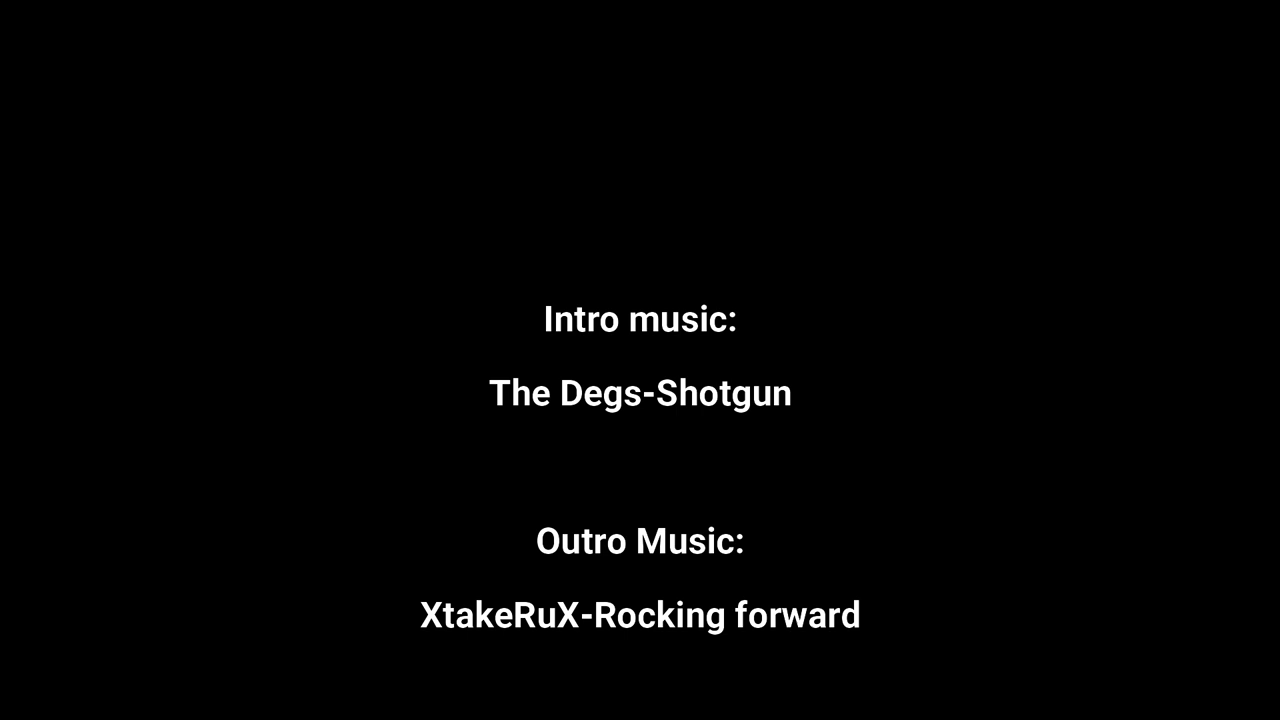 Intro music:
The Degs-Shotgun
Outro Music:
XtakeRuX-Rocking forward